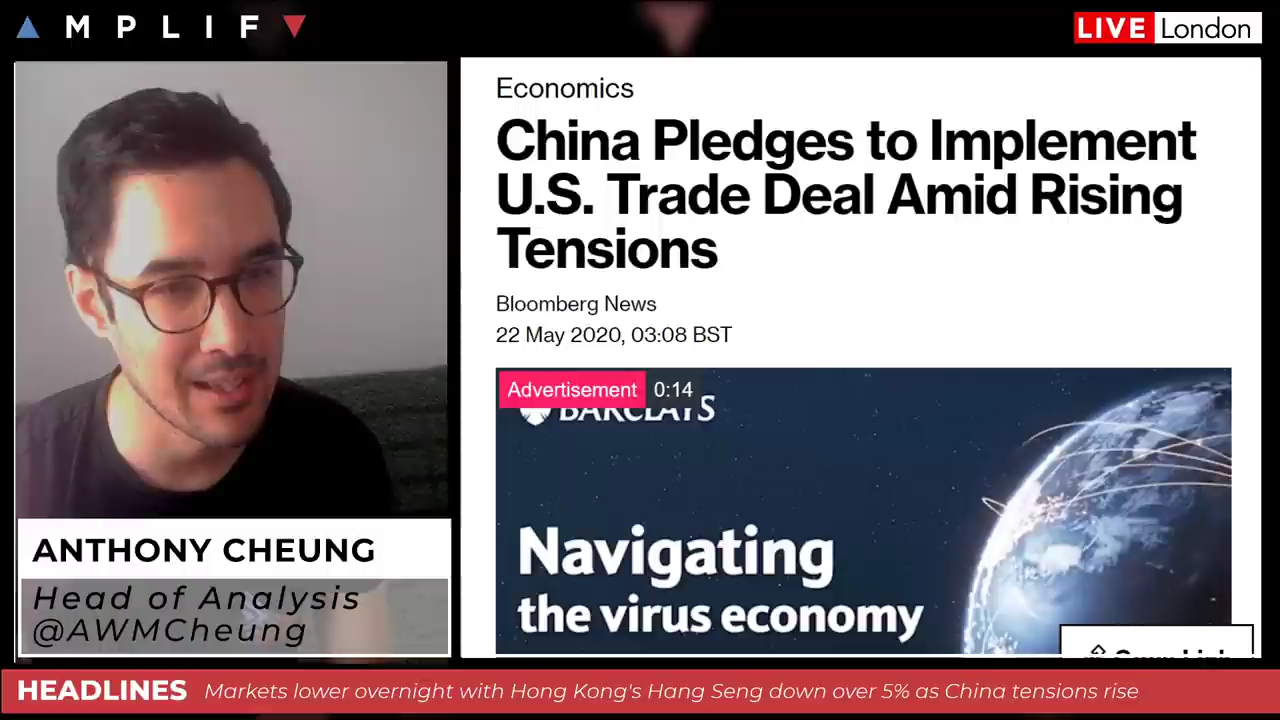 MPLIF
LIVE London
Economics
China Pledges to Implement
U.S. Trade Deal Amid Rising
Tensions
Bloomberg News
22 May 2020, 03:08 BST
Advertisement 0:14
BARCLAYS
Navigating
the virus economy
ANTHONY CHEUNG
Head of Analysis
@AWMCheung
HEADLINES Markets lower overnight with Hong Kong's Hang Seng down over 5% as China tensions rise